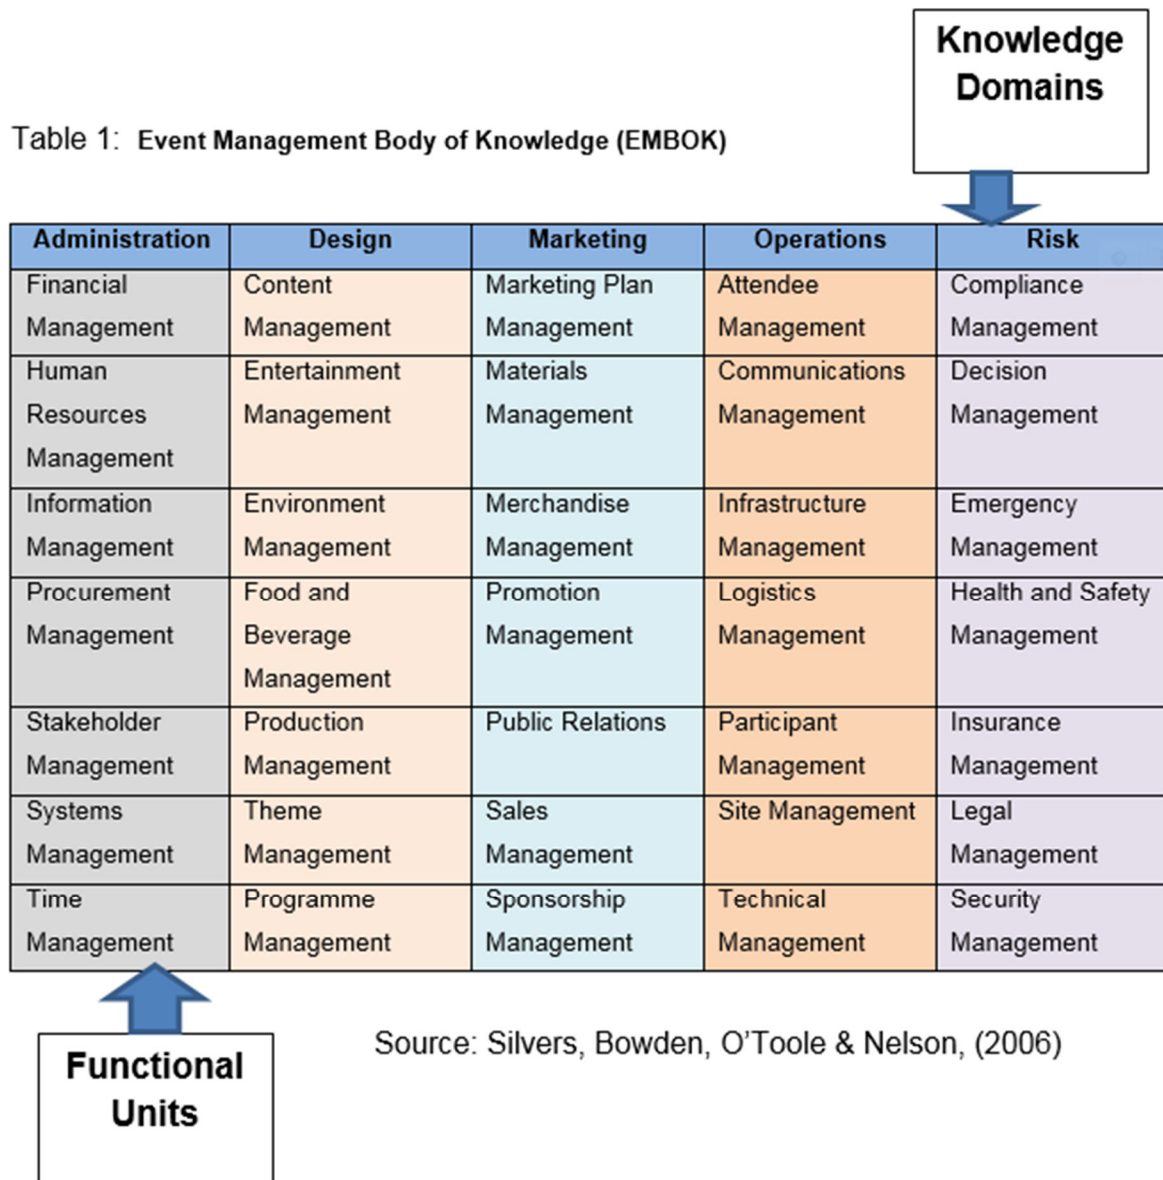 Knowledge
Domains
Table 1: Event Management Body of Knowledge (EMBOK)
Administration Design Marketing Operations Risk
Financial Content Marketing Plan Attendee Compliance
Management Management Management Management Management
Human Entertainment Materials Communications Decision
Resources Management Management Management Management
Management
Information Environment Merchandise Infrastructure Emergency
Management Management Management Management Management
Procurement Food and Promotion Logistics Health and Safety
Management Beverage Management Management Management
Management
Stakeholder Production Public Relations Participant Insurance
Management Management Management Management
Systems Theme Sales Site Management Legal
Management Management Management Management
Time Programme Sponsorship Technical Security
Management Management Management Management Management
Functional
Units
Source: Silvers, Bowden, O'Toole & Nelson, (2006)